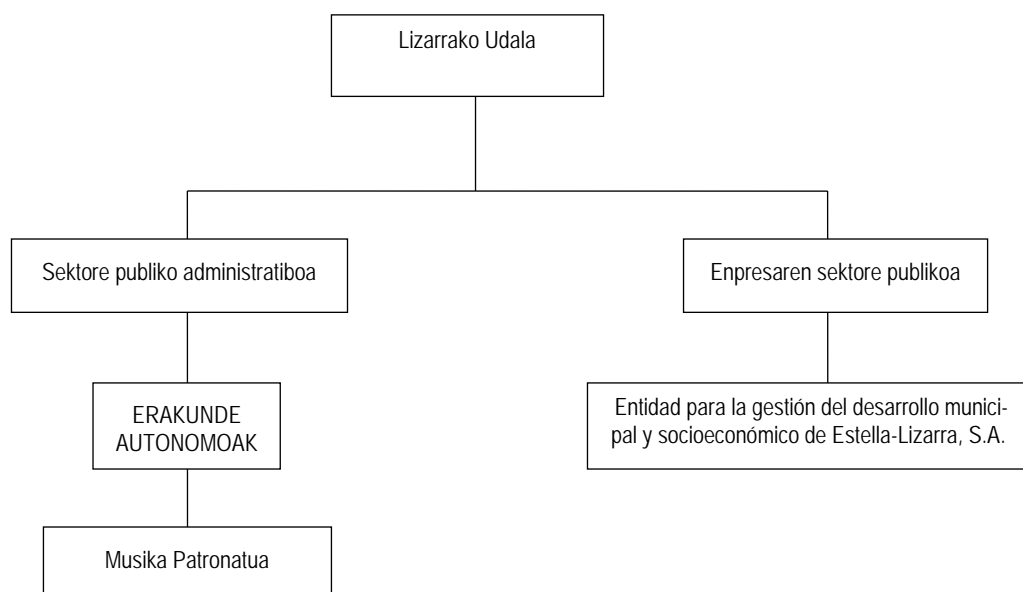 Lizarrako Udala
Sektore publiko administratiboa
Enpresaren sektore publikoa
ERAKUNDE
AUTONOMOAK
Entidad para la gestión del desarrollo munici-
pal y socioeconómico de Estella-Lizarra, S.A.
Musika Patronatua